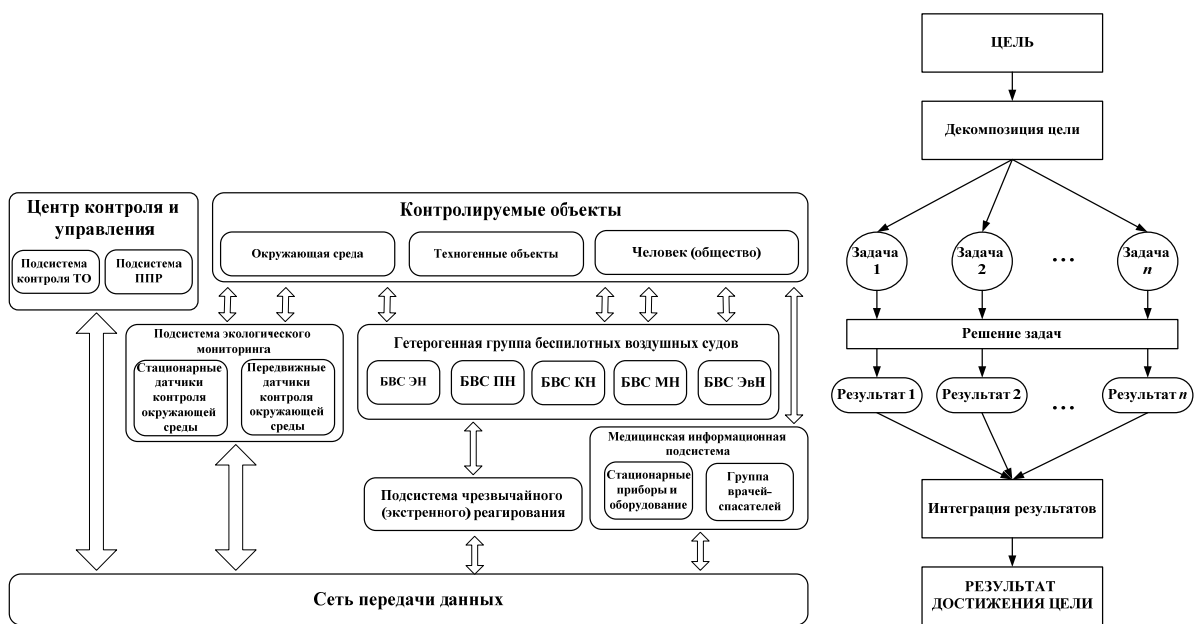 Центр контроля и
управления
Подсистема
контроля ТО
Подсистема
ППР
Контролируемые объекты
Окружающая среда
Техногенные объекты
Человек (общество)
Подсистема экологического
мониторинга
Стационарные
датчики
контроля
окружающей
среды
Передвижные
датчики
контроля
окружающей
среды
Гетерогенная группа беспилотных воздушных судов
БВС ЭН
БВС ПН
БВС КН
БВС МН
БВС ЭвН
Подсистема чрезвычайного
(экстренного) реагирования
Медицинская информационная
подсистема
Стационарные
приборы и
оборудование
Группа
врачей-
спасателей
Сеть передачи данных
ЦЕЛЬ
Декомпозиция цели
Задача
1
Задача
2
...
Задача
n
Решение задач
Результат 1
Результат 2
...
Результат n
Интеграция результатов
РЕЗУЛЬТАТ
ДОСТИЖЕНИЯ ЦЕЛИ